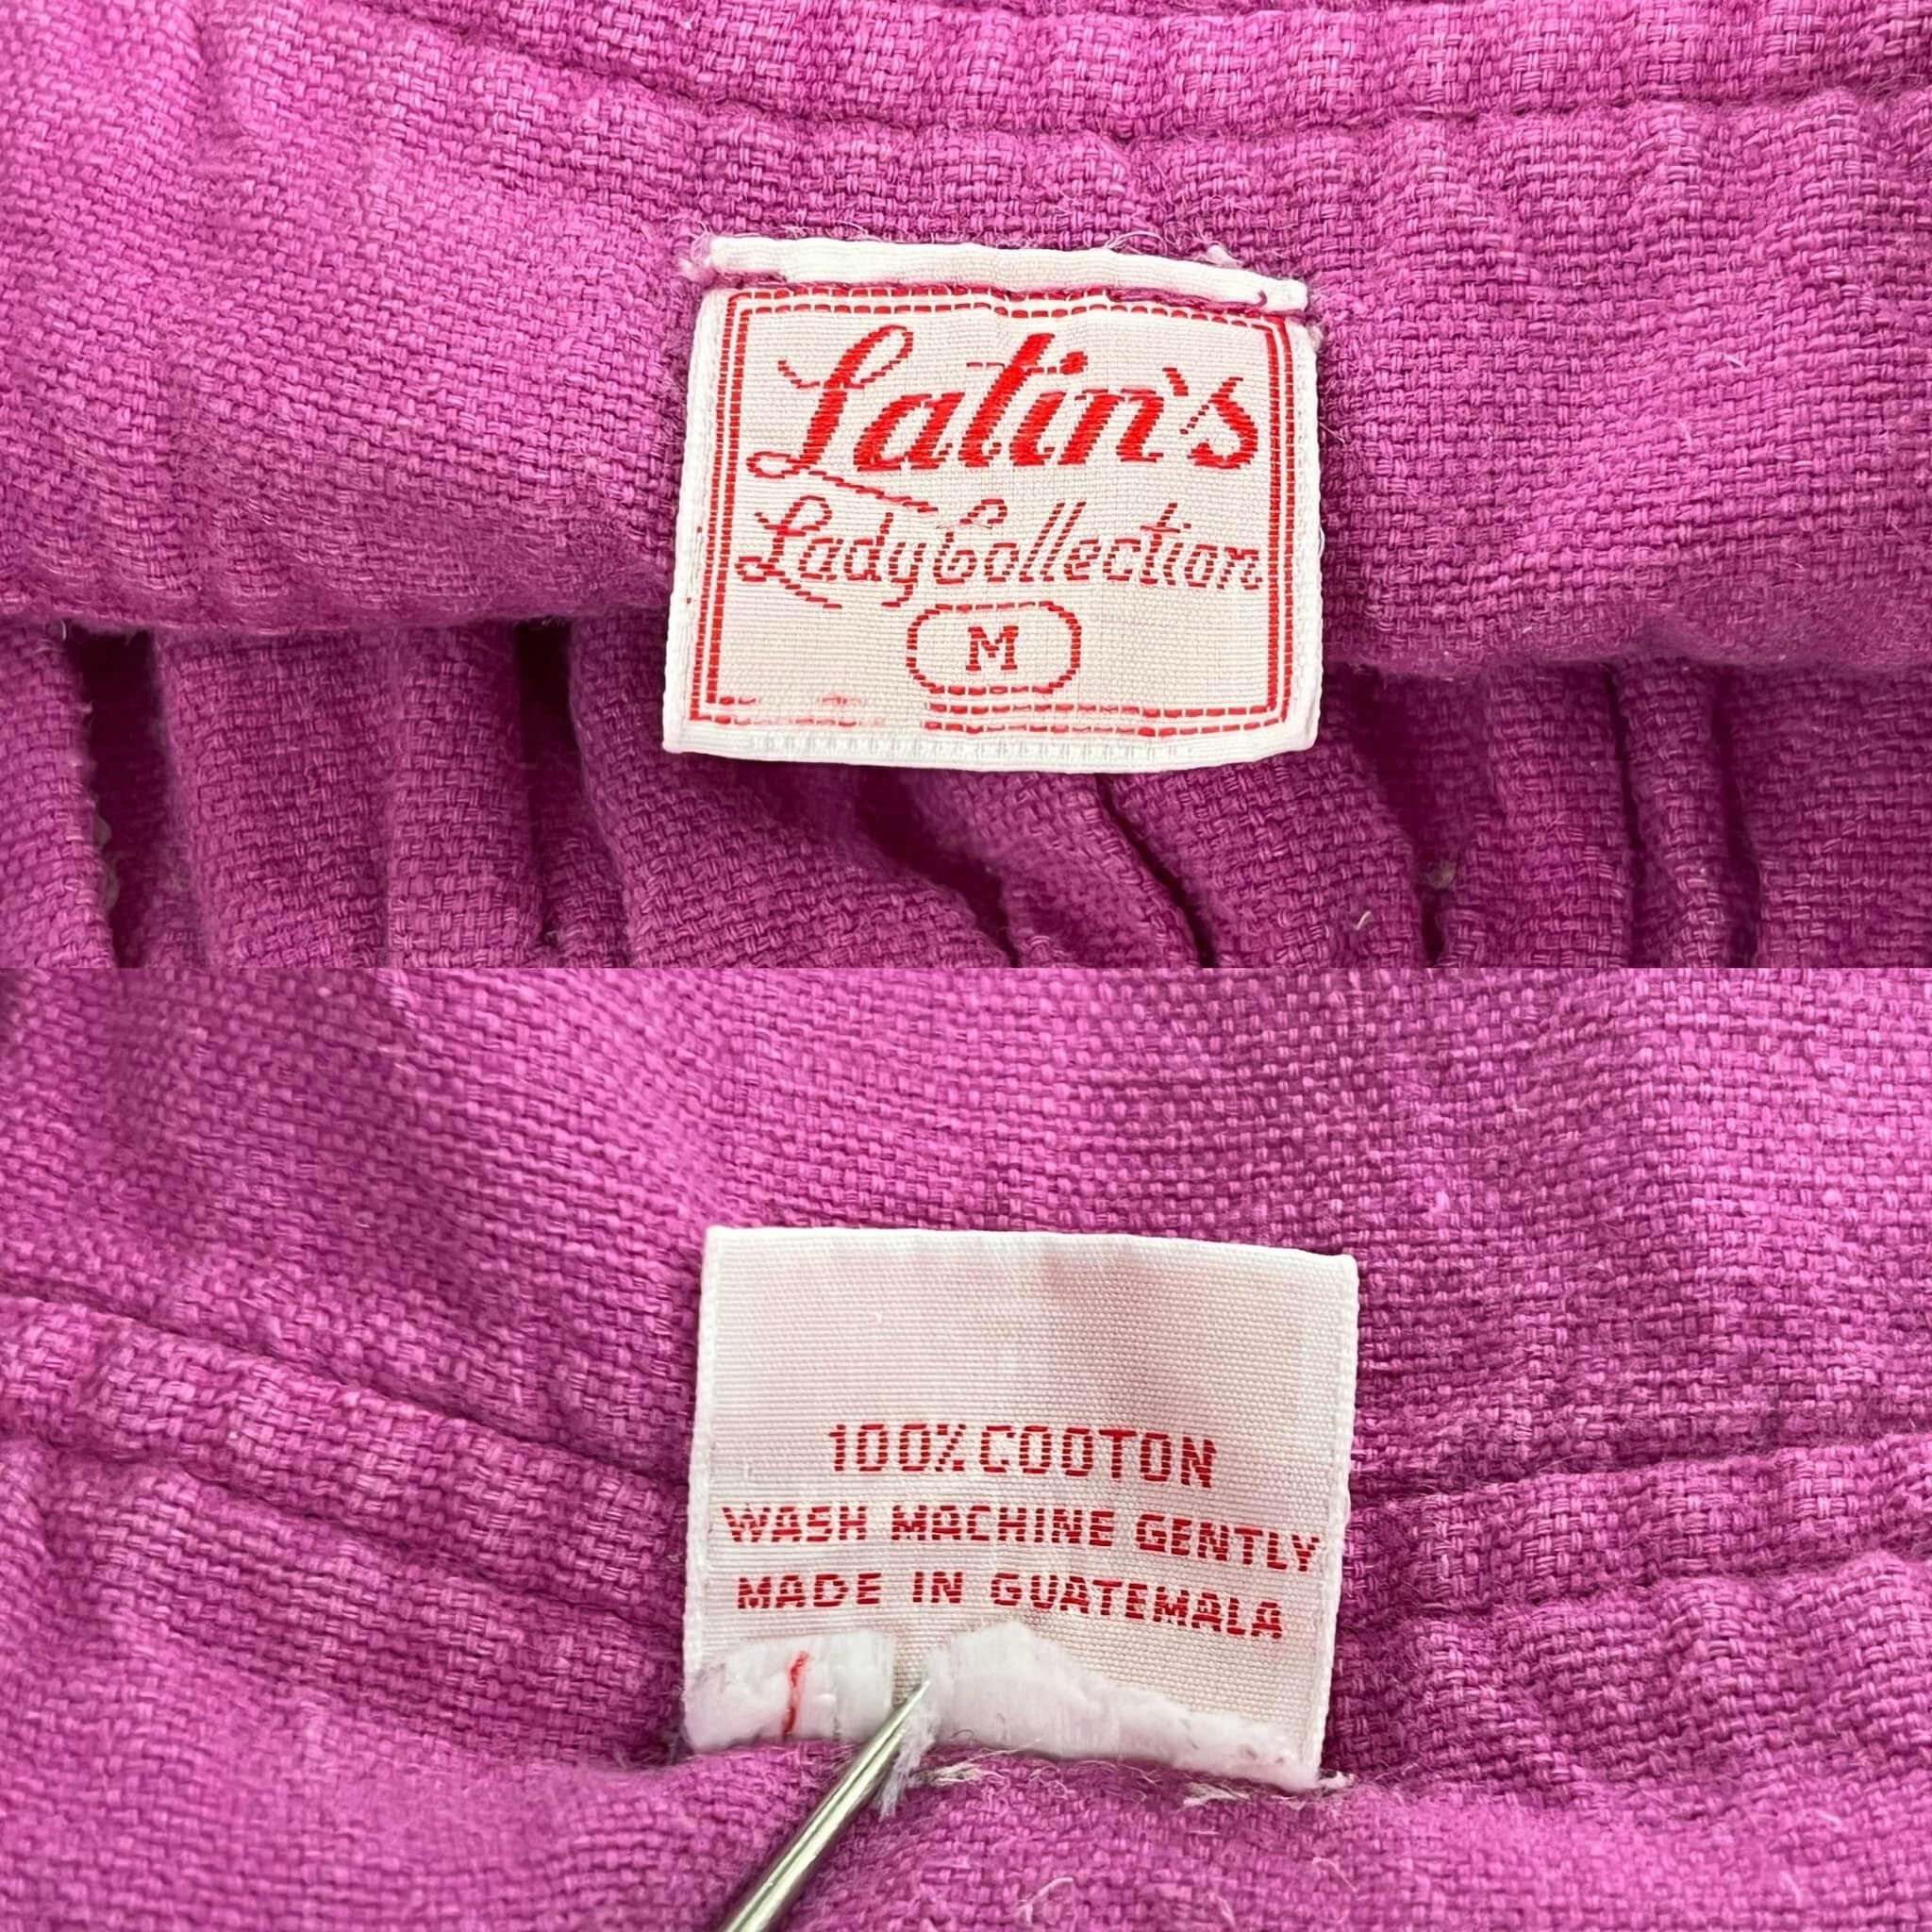 Latin's
Lady Collection
M
100% COOTON
WASH MACHINE GENTLY
MADE IN GUATEMALA